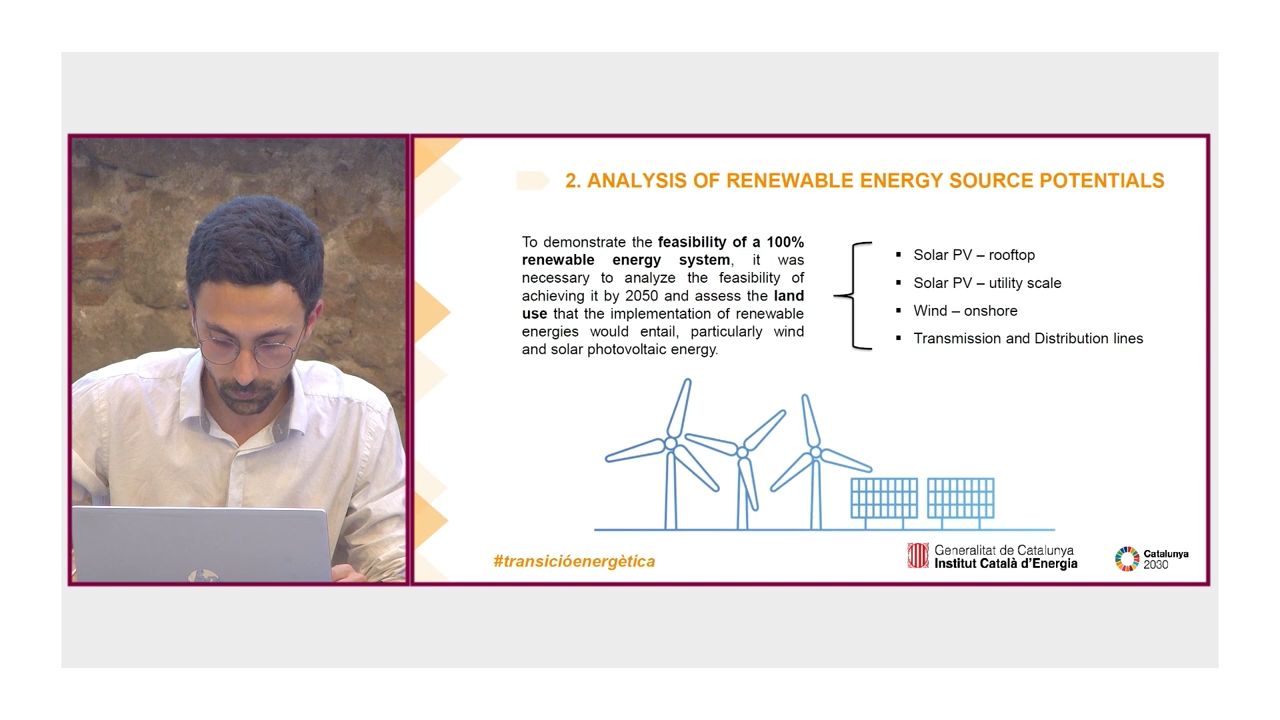 2. ANALYSIS OF RENEWABLE ENERGY SOURCE POTENTIALS
To demonstrate the feasibility of a 100%
renewable energy system, it was
necessary to analyze the feasibility of
achieving it by 2050 and assess the land
use that the implementation of renewable
energies would entail, particularly wind
and solar photovoltaic energy.
▪ Solar PV – rooftop
▪ Solar PV – utility scale
▪ Wind – onshore
▪ Transmission and Distribution lines
#transicióenergètica
Generalitat de Catalunya
Institut Català d'Energia
Catalunya
2030